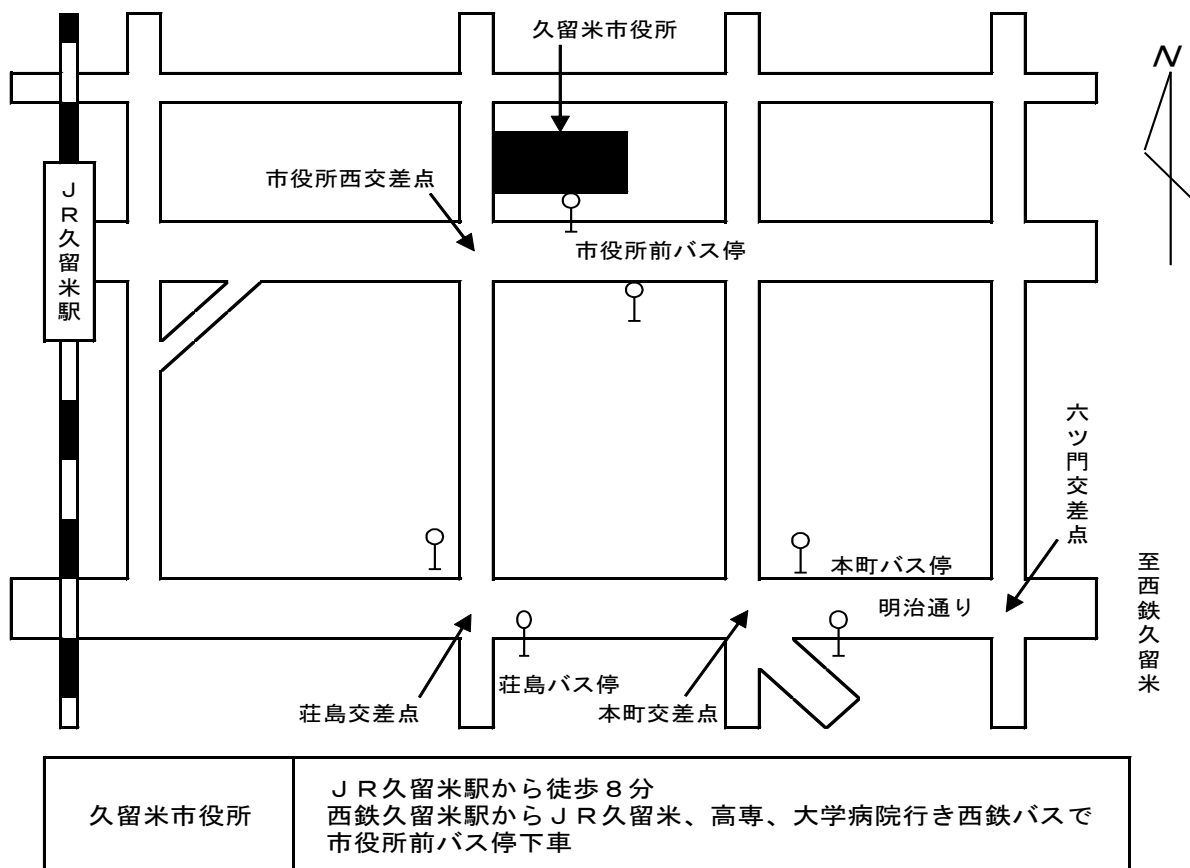 久留米市役所
N
市役所西交差点
JR久留米駅
市役所前バス停
六ツ門交差点
本町バス停
至西鉄久留米
明治通り
荘島バス停
荘島交差点
本町交差点
久留米市役所
JR久留米駅から徒歩8分
西鉄久留米駅からJR久留米、高専、大学病院行き西鉄バスで
市役所前バス停下車